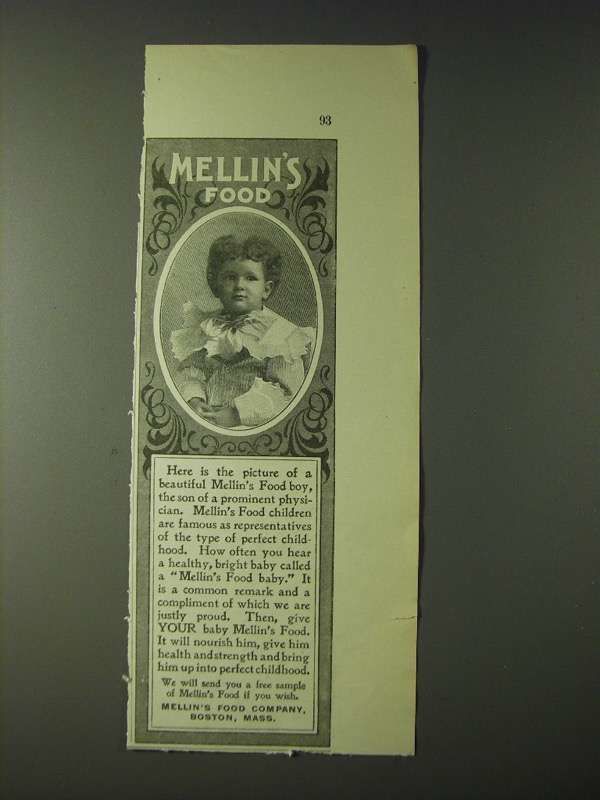 93
MELLIN'S
FOOD
Here is the picture of a
beautiful Mellin's Food boy,
the son of a prominent physi-
cian. Mellin's Food children
are famous as representatives
of the type of perfect child-
hood. How often you hear
a healthy, bright baby called
a "Mellin's Food baby." It
is a common remark and a
compliment of which we are
justly proud. Then, give
YOUR baby Mellin's Food.
It will nourish him, give him
health and strength and bring
him up into perfect childhood.
We will send you a free sample
of Mellin's Food if you wish.
MELLIN'S FOOD COMPANY,
BOSTON, MASS.